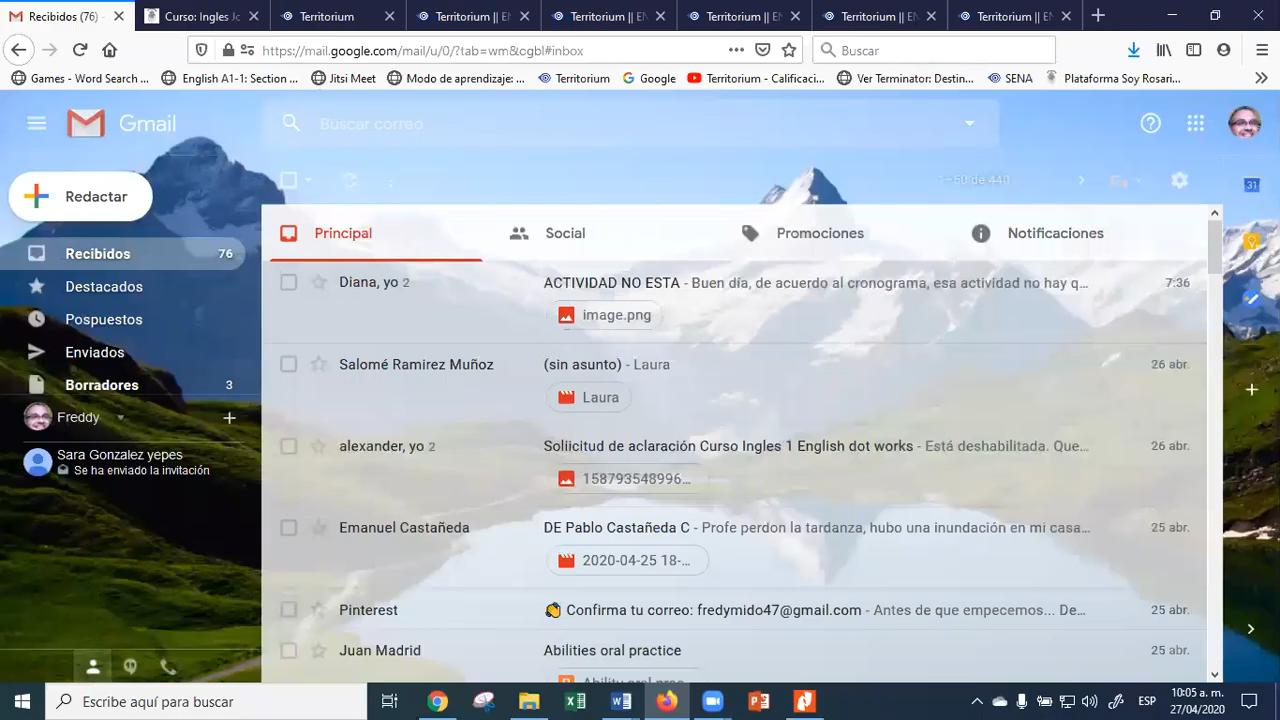 Recibidos (76)
Curso: Ingles Jo
Territorium
Territorium || EN
Territorium || EN
Territorium || EN
Territorium || EN
Territorium || EN
https://mail.google.com/mail/u/0/?tab=wm&ogbl#inbox
Buscar
Games - Word Search ...
English A1-1: Section ...
Jitsi Meet
Modo de aprendizaje: ...
Territorium
Google
Territorium - Calificaci...
Ver Terminator: Destin...
SENA
Plataforma Soy Rosari...
Gmail
Buscar correo
Redactar
1–50 de 440
Recibidos 76
Destacados
Pospuestos
Enviados
Borradores 3
Freddy
Sara Gonzalez yepes
Se ha enviado la invitación
Principal
Social
Promociones
Notificaciones
Diana, yo 2 ACTIVIDAD NO ESTA - Buen día, de acuerdo al cronograma, esa actividad no hay q... 7:36
image.png
Salomé Ramirez Muñoz (sin asunto) - Laura 26 abr.
Laura
alexander, yo 2 Soliicitud de aclaración Curso Ingles 1 English dot works - Está deshabilitada. Que... 26 abr.
158793548996...
Emanuel Castañeda DE Pablo Castañeda C - Profe perdon la tardanza, hubo una inundación en mi casa... 25 abr.
2020-04-25 18-...
Pinterest Confirma tu correo: fredymido47@gmail.com - Antes de que empecemos... De... 25 abr.
Juan Madrid Abilities oral practice 25 abr.
Ability oral prac...
31
Escribe aquí para buscar
ESP
10:05 a. m.
27/04/2020